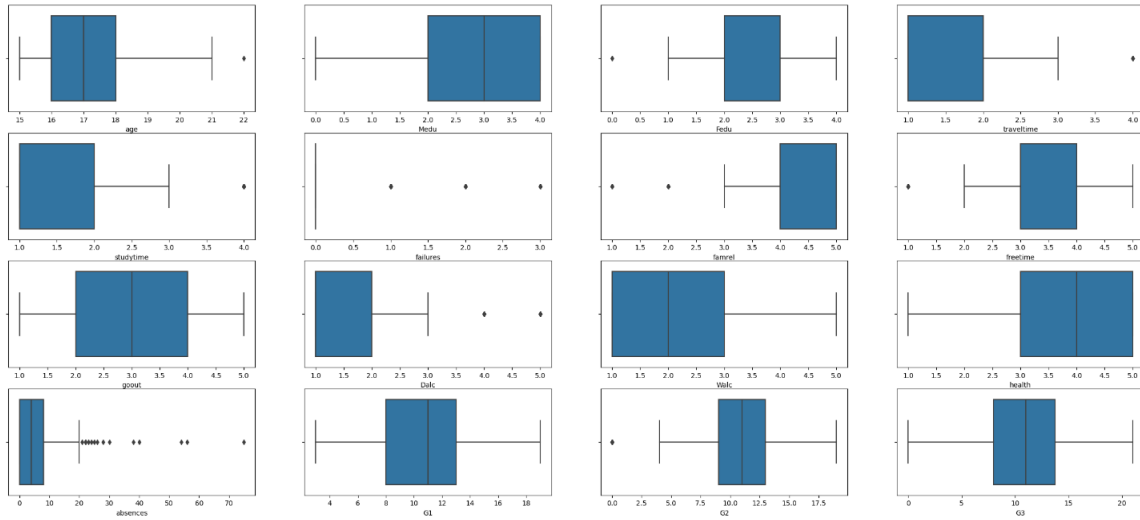 15 16 17 18 19 20 21 22
age
0.0 0.5 1.0 1.5 2.0 2.5 3.0 3.5 4.0
Medu
0.0 0.5 1.0 1.5 2.0 2.5 3.0 3.5 4.0
Fedu
1.0 1.5 2.0 2.5 3.0 3.5 4.0
traveltime
1.0 1.5 2.0 2.5 3.0 3.5 4.0
studytime
0.0 0.5 1.0 1.5 2.0 2.5 3.0
failures
1.0 1.5 2.0 2.5 3.0 3.5 4.0 4.5 5.0
famrel
1.0 1.5 2.0 2.5 3.0 3.5 4.0 4.5 5.0
freetime
1.0 1.5 2.0 2.5 3.0 3.5 4.0 4.5 5.0
goout
1.0 1.5 2.0 2.5 3.0 3.5 4.0 4.5 5.0
Dalc
1.0 1.5 2.0 2.5 3.0 3.5 4.0 4.5 5.0
Walc
1.0 1.5 2.0 2.5 3.0 3.5 4.0 4.5 5.0
health
0 10 20 30 40 50 60 70
absences
4 6 8 10 12 14 16 18
G1
0.0 2.5 5.0 7.5 10.0 12.5 15.0 17.5
G2
0 5 10 15 20
G3